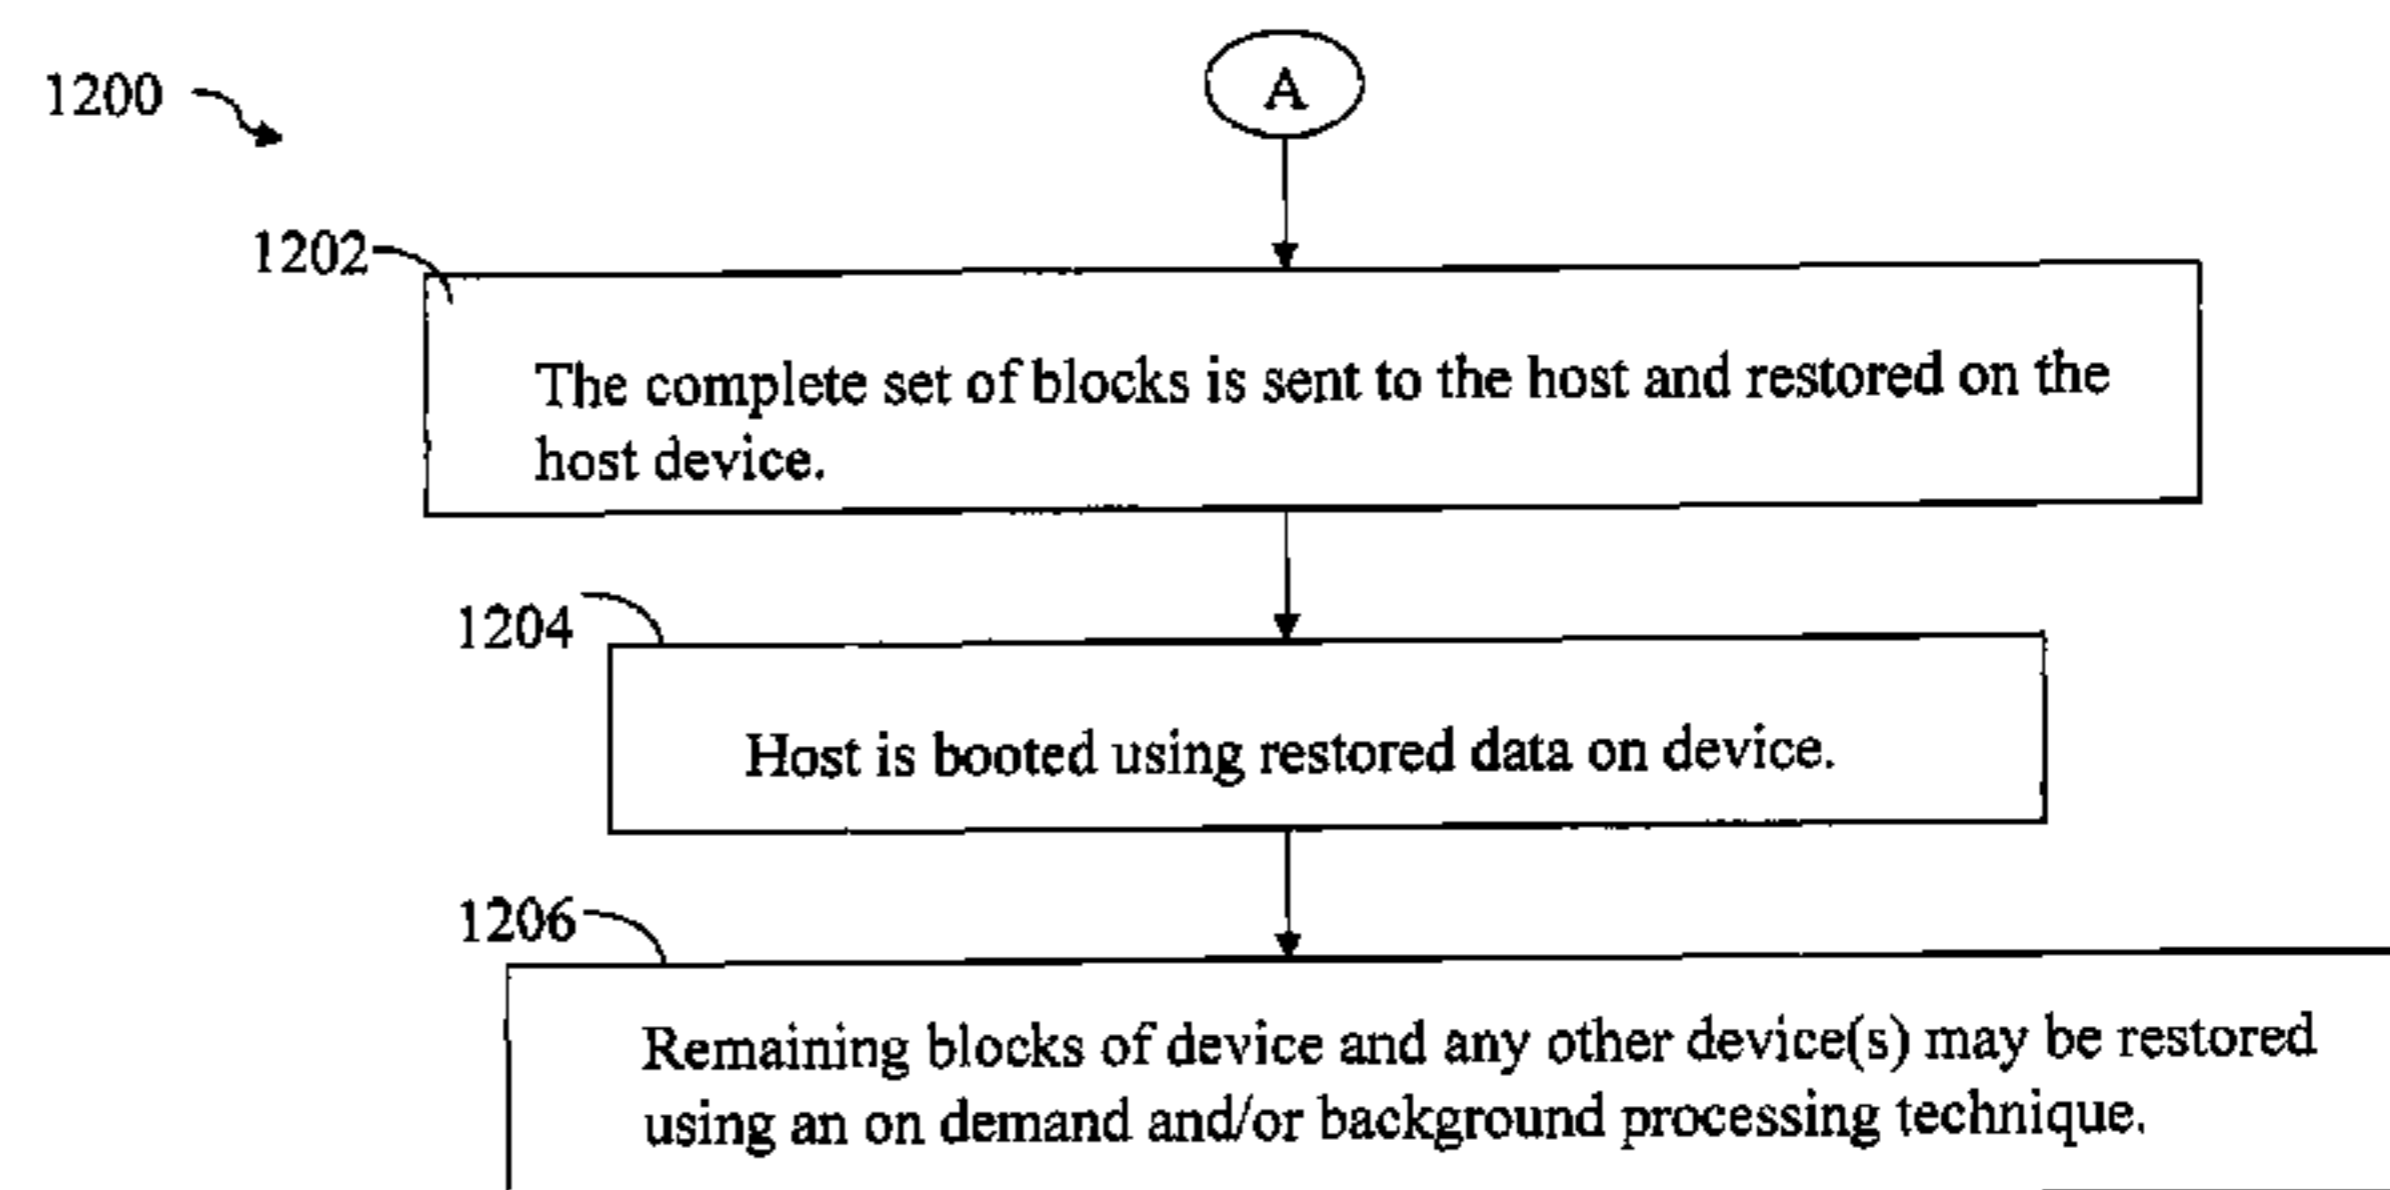 A
1200
1202
The complete set of blocks is sent to the host and restored on the
host device.
1204
Host is booted using restored data on device.
1206
Remaining blocks of device and any other device(s) may be restored
using an on demand and/or background processing technique.